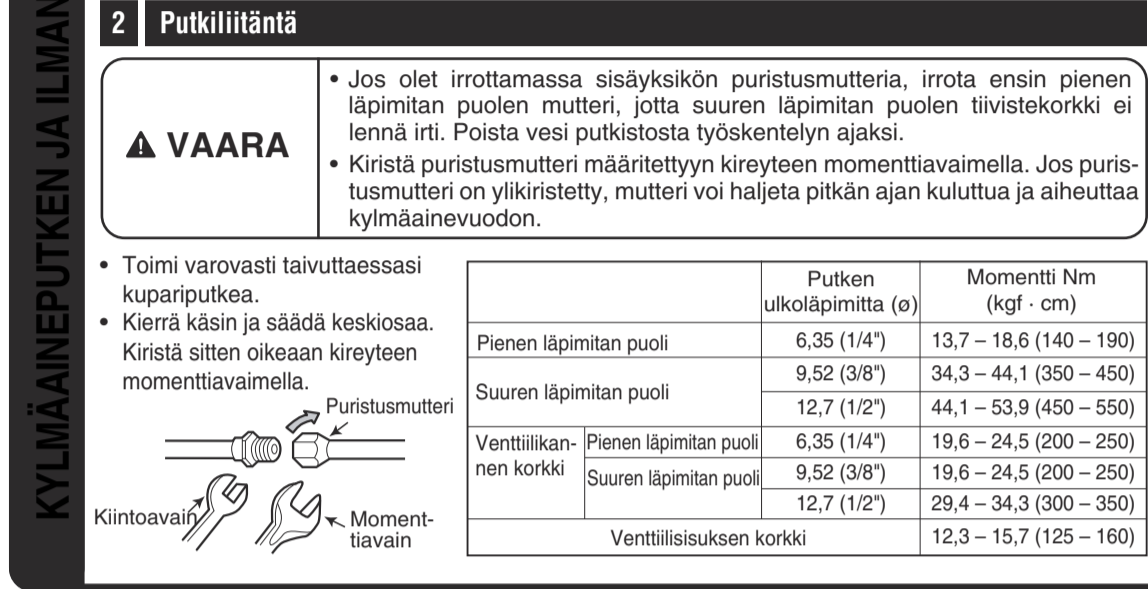 KYLMÄAINEPUTKEN JA ILMAN
2 Putkiliitäntä
VAARA
• Jos olet irrottamassa sisäyksikön puristusmutteria, irrota ensin pienen
läpimitan puolen mutteri, jotta suuren läpimitan puolen tiivistekorkki ei
lennä irti. Poista vesi putkistosta työskentelyn ajaksi.
• Kiristä puristusmutteri määritettyyn kireyteen momenttiavaimella. Jos puris-
tusmutteri on ylikiristetty, mutteri voi haljeta pitkän ajan kuluttua ja aiheuttaa
kylmäainevuodon.
• Toimi varovasti taivuttaessasi
kupariputkea.
• Kierrä käsin ja säädä keskiosaa.
Kiristä sitten oikeaan kireyteen
momenttiavaimella.
Puristusmutteri
Kiintoavain
Moment-
tiavain
Putken
ulkoläpimitta (ø)
Momentti Nm
(kgf · cm)
Pienen läpimitan puoli 6,35 (1/4") 13,7 – 18,6 (140 – 190)
Suuren läpimitan puoli 9,52 (3/8") 34,3 – 44,1 (350 – 450)
12,7 (1/2") 44,1 – 53,9 (450 – 550)
Venttiilikan-
nen korkki
Pienen läpimitan puoli 6,35 (1/4") 19,6 – 24,5 (200 – 250)
Suuren läpimitan puoli 9,52 (3/8") 19,6 – 24,5 (200 – 250)
12,7 (1/2") 29,4 – 34,3 (300 – 350)
Venttiilisisuksen korkki 12,3 – 15,7 (125 – 160)